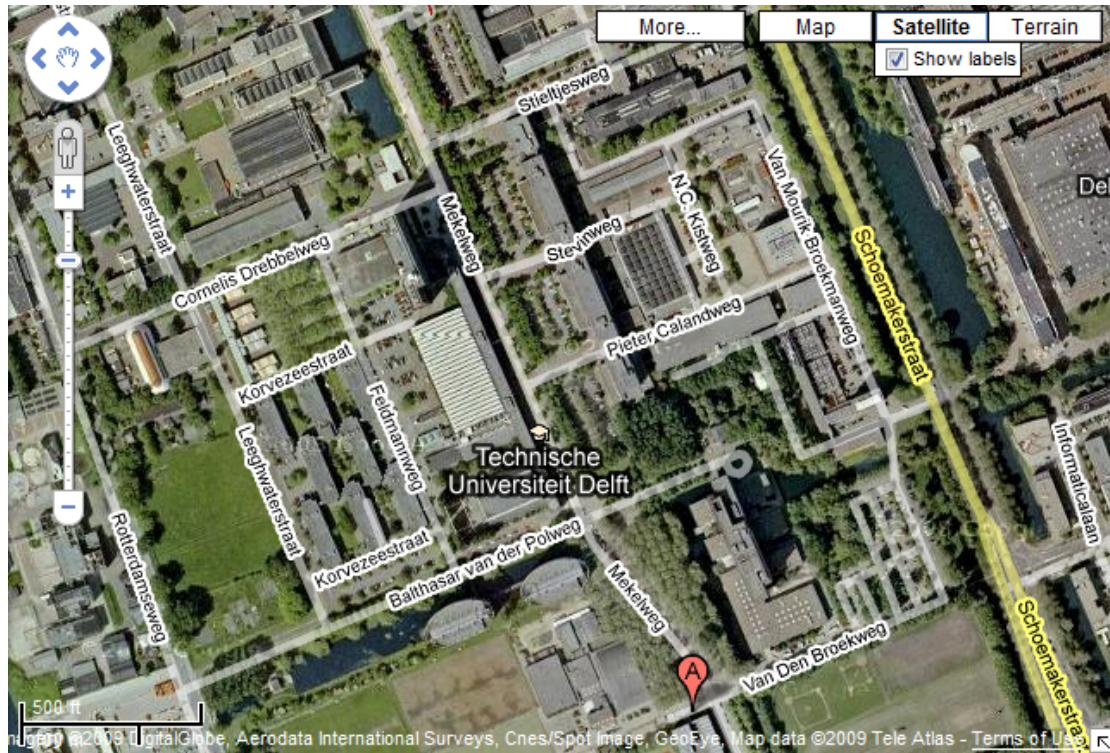 More...
Map
Satellite
Terrain
Show labels
Stieltjesweg
Leeghwaterstraat
Van Mourik Broekmanweg
N.C. Kistweg
De
Mekelweg
Stevinweg
Schoemakerstraat
Cornelis Drebbelweg
Pieter Calandweg
Korvezeestraat
Feldmannweg
Leeghwaterstraat
Technische
Universiteit Delft
Informaticalaan
Rotterdamseweg
Korvezeestraat
Balthasar van der Polweg
Mekelweg
Schoemakerstraat
Van Den Broekweg
A
500 ft
©2009 DigitalGlobe, Aerodata International Surveys, Cnes/Spot Image, GeoEye, Map data ©2009 Tele Atlas - Terms of Use